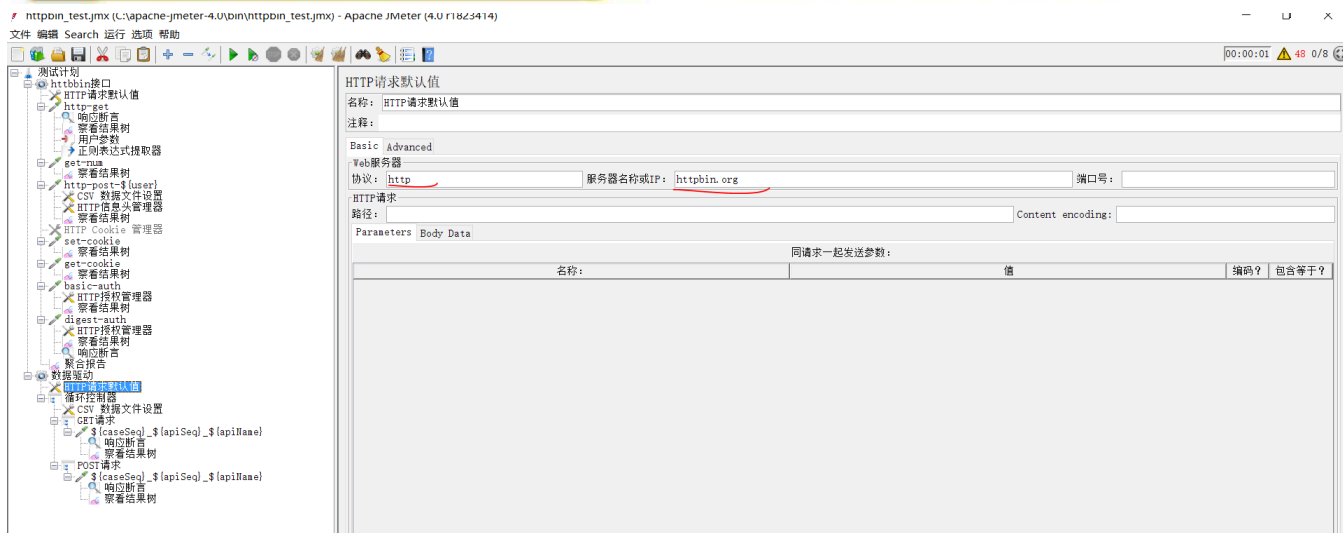 httpbin_test.jmx (C:\apache-jmeter-4.0\bin\httpbin_test.jmx) - Apache JMeter (4.0 r1823414)
文件 编辑 Search 运行 选项 帮助
00:00:01 48 0/8
测试计划
httbbin接口
HTTP请求默认值
http-get
响应断言
察看结果树
用户参数
正则表达式提取器
get-num
察看结果树
http-post-${user}
CSV 数据文件设置
HTTP信息头管理器
察看结果树
HTTP Cookie 管理器
set-cookie
察看结果树
get-cookie
察看结果树
basic-auth
HTTP授权管理器
察看结果树
digest-auth
HTTP授权管理器
察看结果树
响应断言
聚合报告
数据驱动
HTTP请求默认值
循环控制器
CSV 数据文件设置
GET请求
${caseSeq}_${apiSeq}_${apiName}
响应断言
察看结果树
POST请求
${caseSeq}_${apiSeq}_${apiName}
响应断言
察看结果树
HTTP请求默认值
名称: HTTP请求默认值
注释:
Basic Advanced
Web服务器
协议: http 服务器名称或IP: httpbin.org 端口号:
HTTP请求
路径: Content encoding:
Parameters Body Data
同请求一起发送参数:
名称: 值 编码? 包含等于?